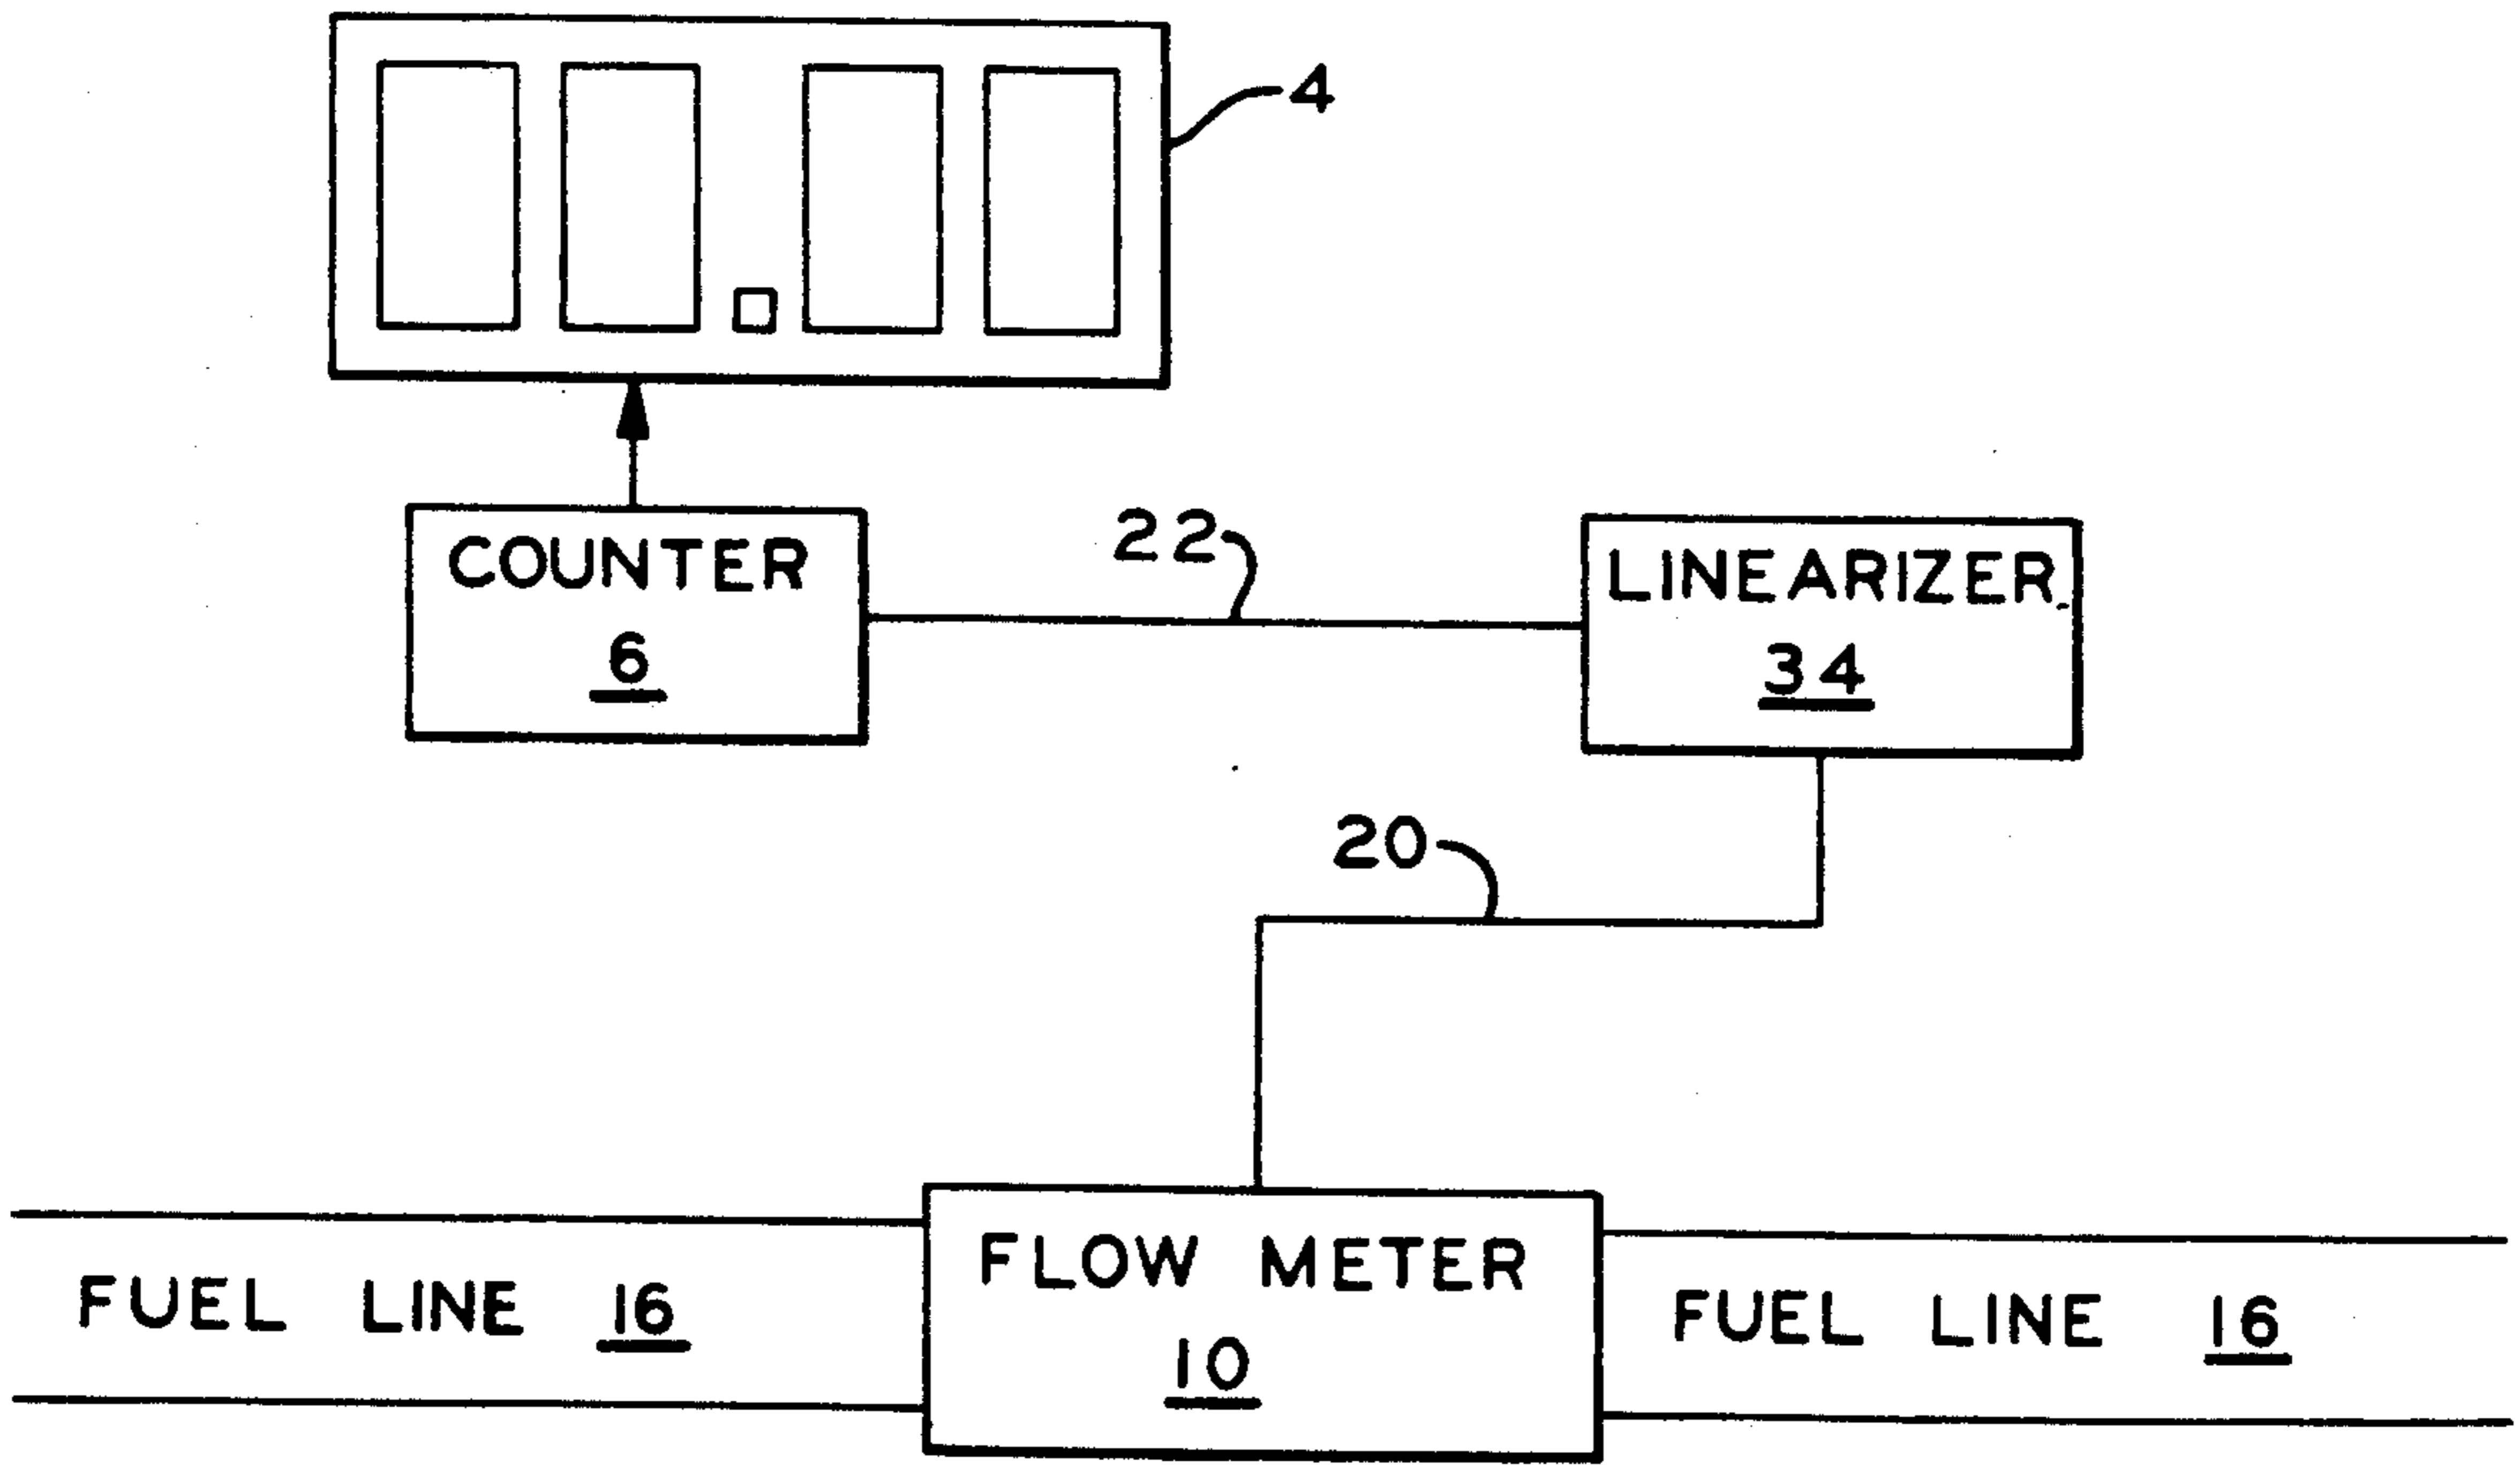 4
COUNTER
6
22
LINEARIZER
34
20
FLOW METER
10
FUEL LINE 16
FUEL LINE 16